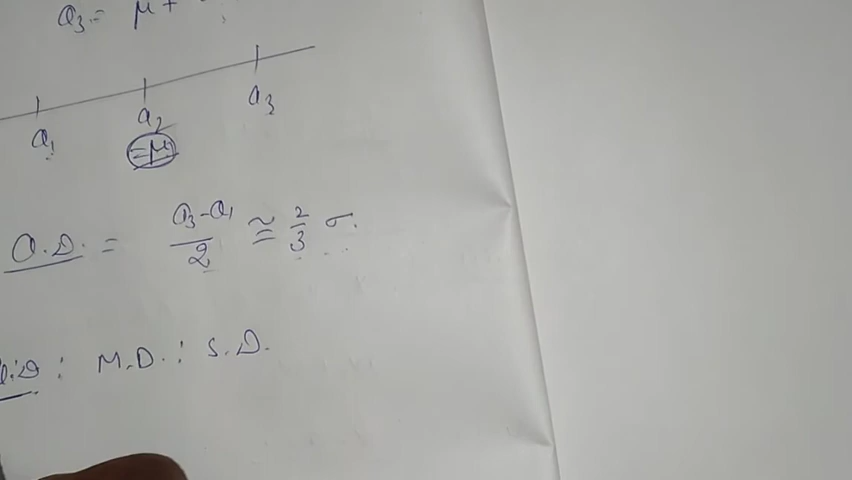 Q3 = μ +
Q1 Q2 Q3
=μ
Q.D. = (Q3-Q1)/2 ≅ 2/3 σ.
Q.D : M.D. : S.D.